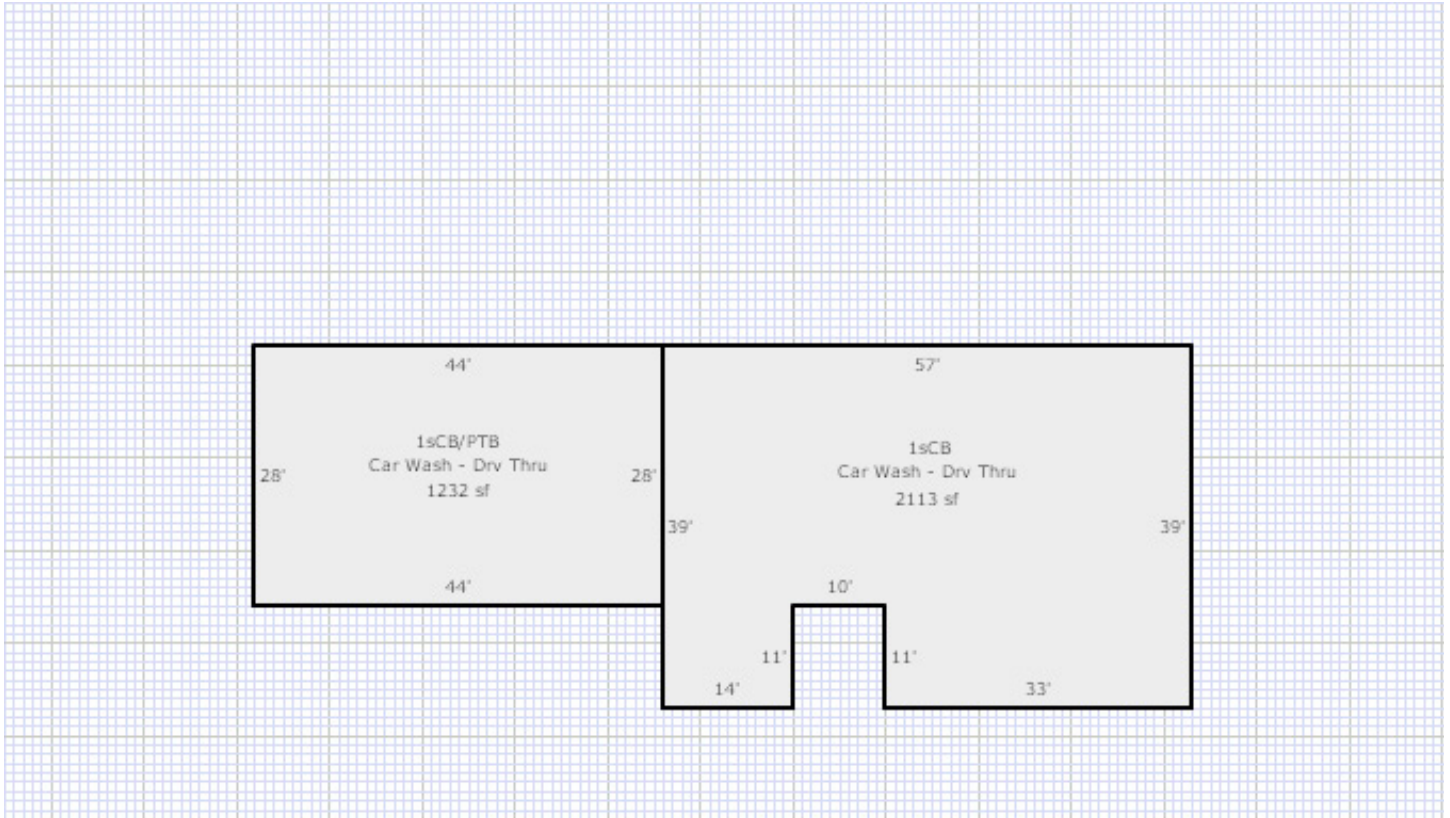 44'
57'
1sCB/PTB
Car Wash - Drv Thru
1232 sf
28'
28'
1sCB
Car Wash - Drv Thru
2113 sf
39'
39'
44'
10'
11'
11'
14'
33'